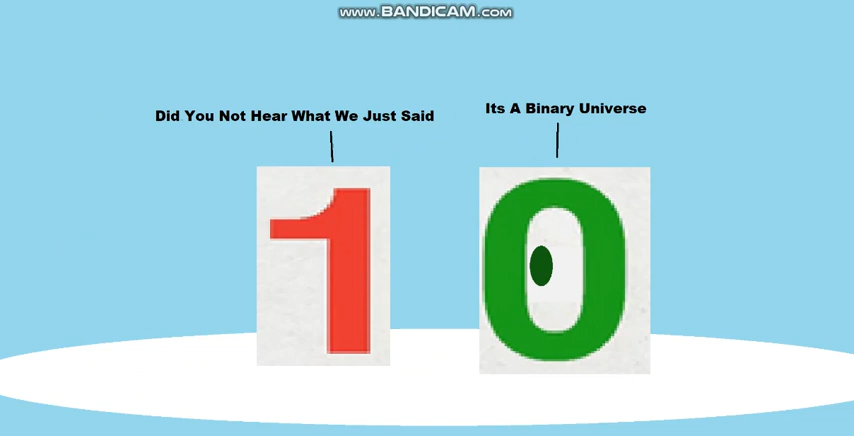 www.BANDICAM.com
Did You Not Hear What We Just Said
Its A Binary Universe
1
0